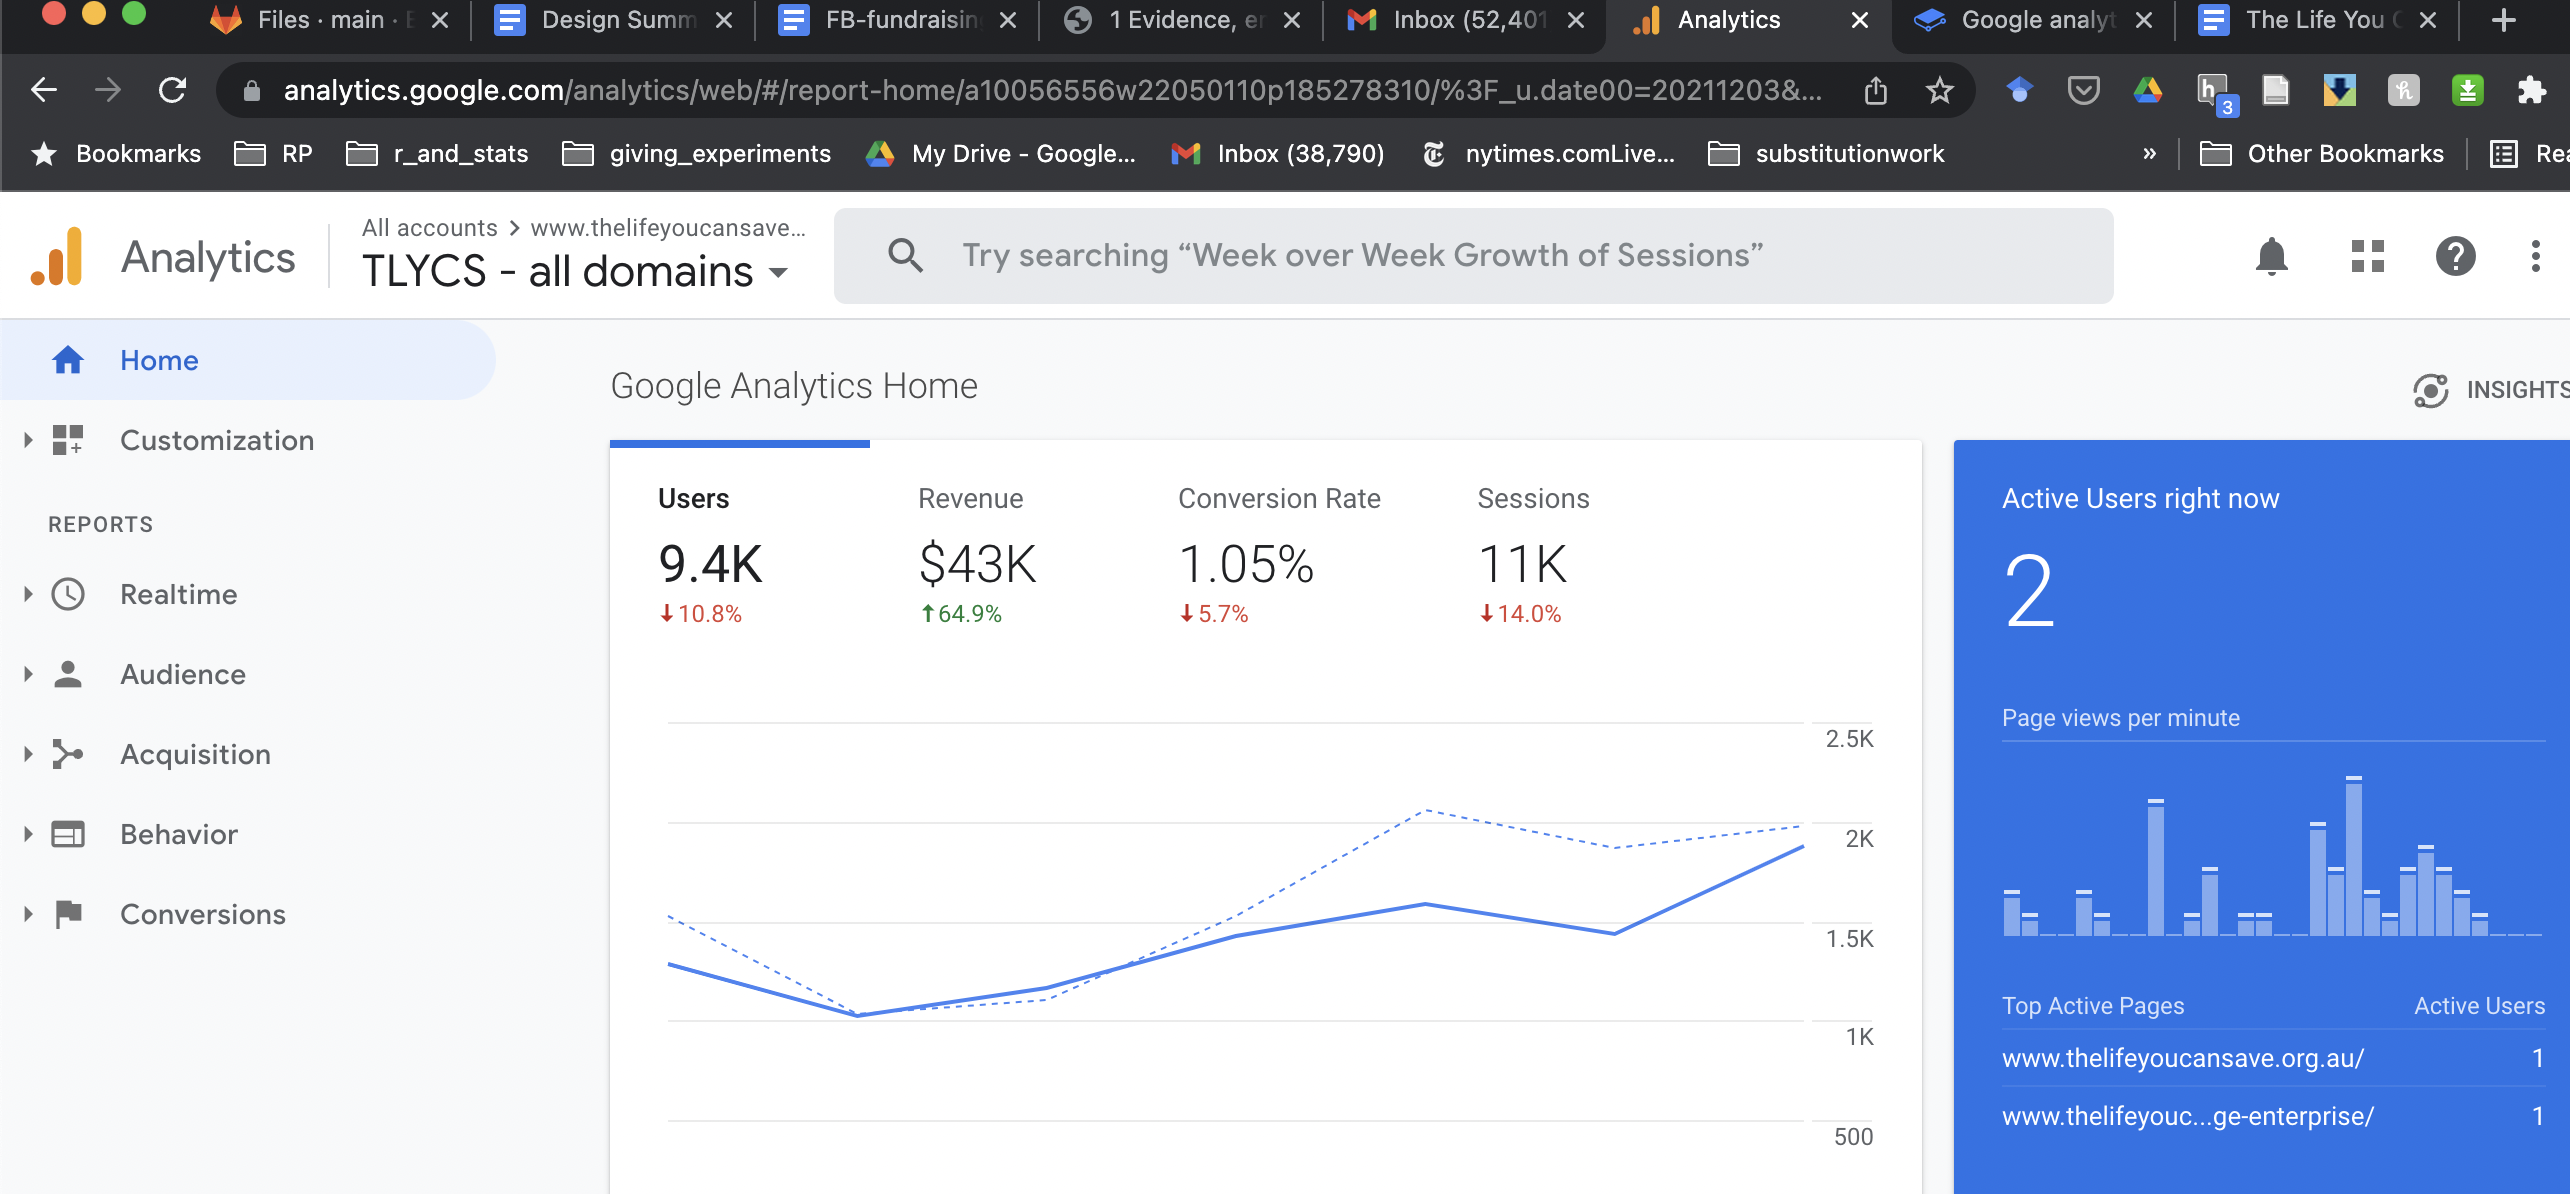 Files · main ·
Design Summ
FB-fundraisin
1 Evidence, er
Inbox (52,401
Analytics
Google analyt
The Life You C
analytics.google.com/analytics/web/#/report-home/a10056556w22050110p185278310/%3F_u.date00=20211203&...
h
3
h
Bookmarks
RP
r_and_stats
giving_experiments
My Drive - Google...
Inbox (38,790)
nytimes.comLive...
substitutionwork
»
Other Bookmarks
Rea
Analytics
All accounts > www.thelifeyoucansave...
TLYCS - all domains
Try searching “Week over Week Growth of Sessions”
Home
Customization
REPORTS
Realtime
Audience
Acquisition
Behavior
Conversions
Google Analytics Home
INSIGHTS
Users
Revenue
Conversion Rate
Sessions
9.4K
$43K
1.05%
11K
10.8%
64.9%
5.7%
14.0%
2.5K
2K
1.5K
1K
500
Active Users right now
2
Page views per minute
Top Active Pages
Active Users
www.thelifeyoucansave.org.au/
1
www.thelifeyouc...ge-enterprise/
1